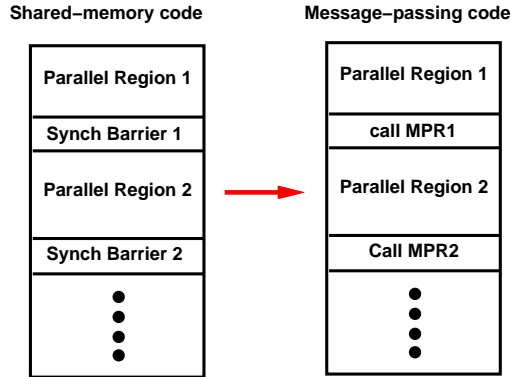 Shared–memory code
Message–passing code
Parallel Region 1
Synch Barrier 1
Parallel Region 2
Synch Barrier 2
Parallel Region 1
call MPR1
Parallel Region 2
Call MPR2